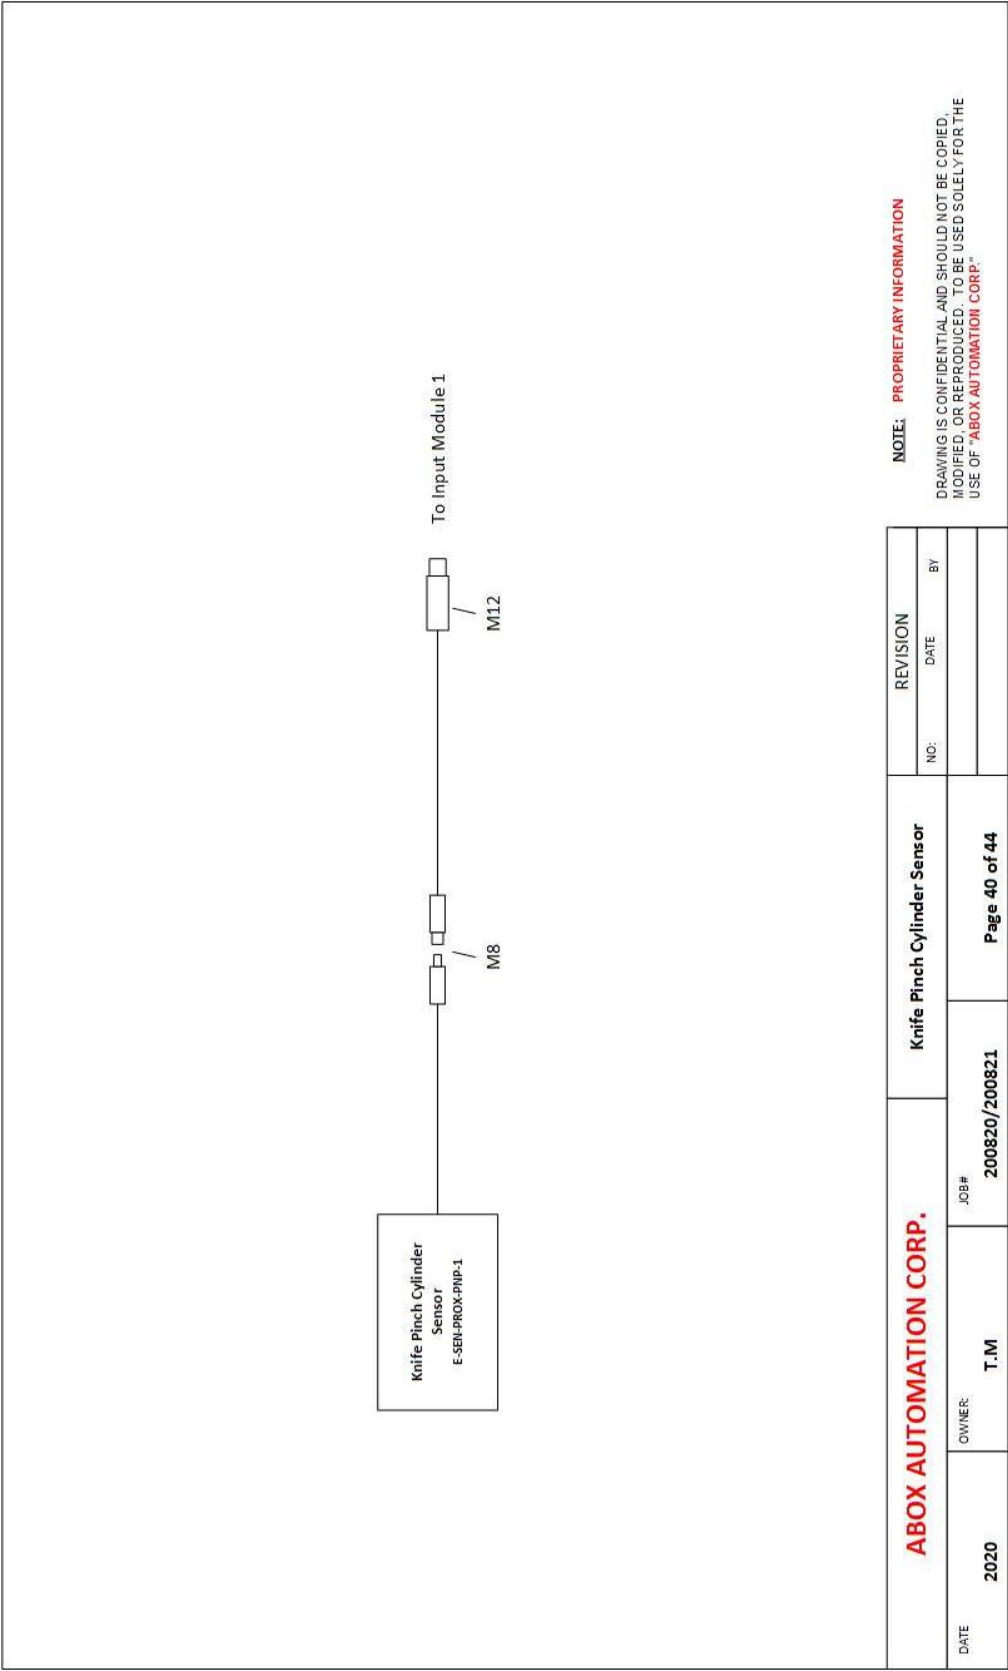 Knife Pinch Cylinder
Sensor
E-SEN-PROX-PNP-1
M8
M12
To Input Module 1
ABOX AUTOMATION CORP.
Knife Pinch Cylinder Sensor
REVISION
NO:
DATE
BY
DATE
2020
OWNER:
T.M
JOB#
200820/200821
Page 40 of 44
NOTE: PROPRIETARY INFORMATION
DRAWING IS CONFIDENTIAL AND SHOULD NOT BE COPIED,
MODIFIED, OR REPRODUCED. TO BE USED SOLELY FOR THE
USE OF "ABOX AUTOMATION CORP."